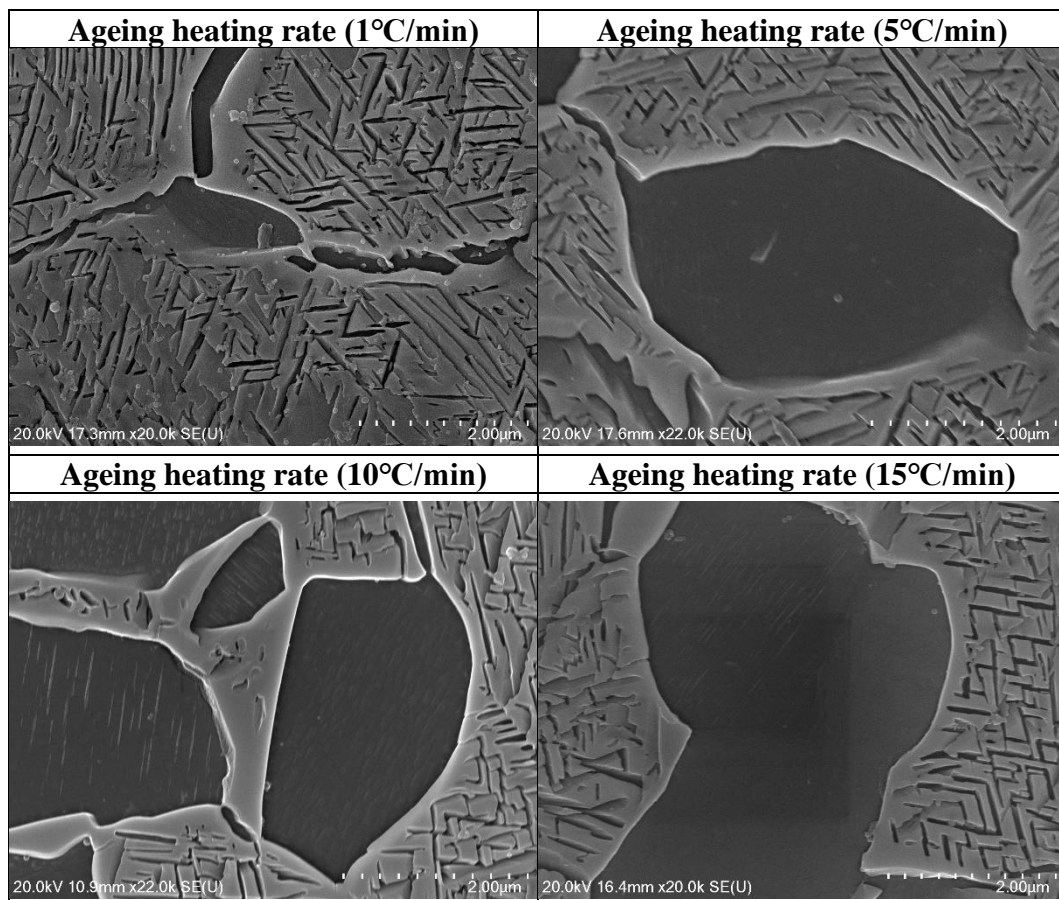 Ageing heating rate (1°C/min)
Ageing heating rate (5°C/min)
20.0kV 17.3mm x20.0k SE(U)
2.00μm
20.0kV 17.6mm x22.0k SE(U)
2.00μm
Ageing heating rate (10°C/min)
Ageing heating rate (15°C/min)
20.0kV 10.9mm x22.0k SE(U)
2.00μm
20.0kV 16.4mm x20.0k SE(U)
2.00μm